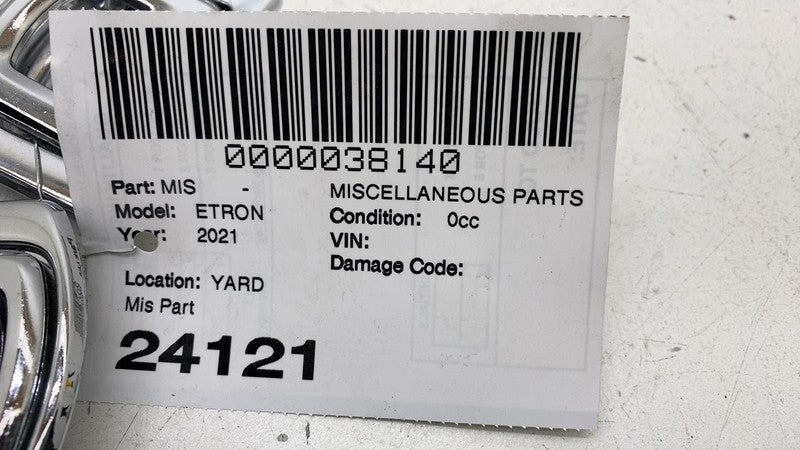 0000038140
Part: MIS - MISCELLANEOUS PARTS
Model: ETRON Condition: 0cc
Year: 2021 VIN:
Damage Code:
Location: YARD
Mis Part
24121